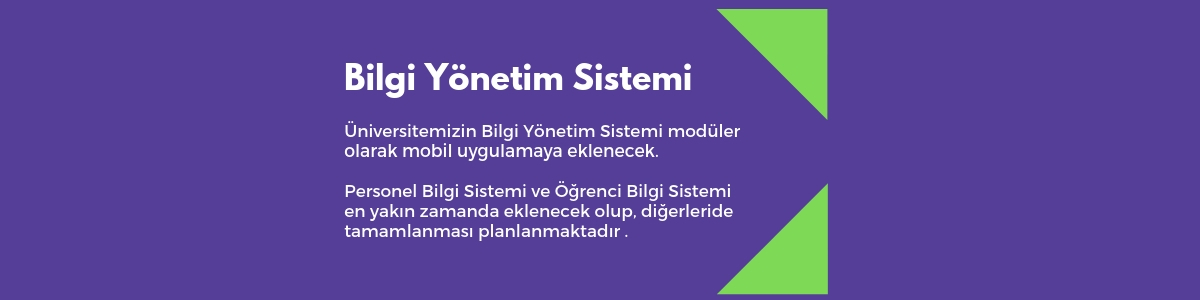 Bilgi Yönetim Sistemi
Üniversitemizin Bilgi Yönetim Sistemi modüler
olarak mobil uygulamaya eklenecek.
Personel Bilgi Sistemi ve Öğrenci Bilgi Sistemi
en yakın zamanda eklenecek olup, diğerleride
tamamlanması planlanmaktadır .